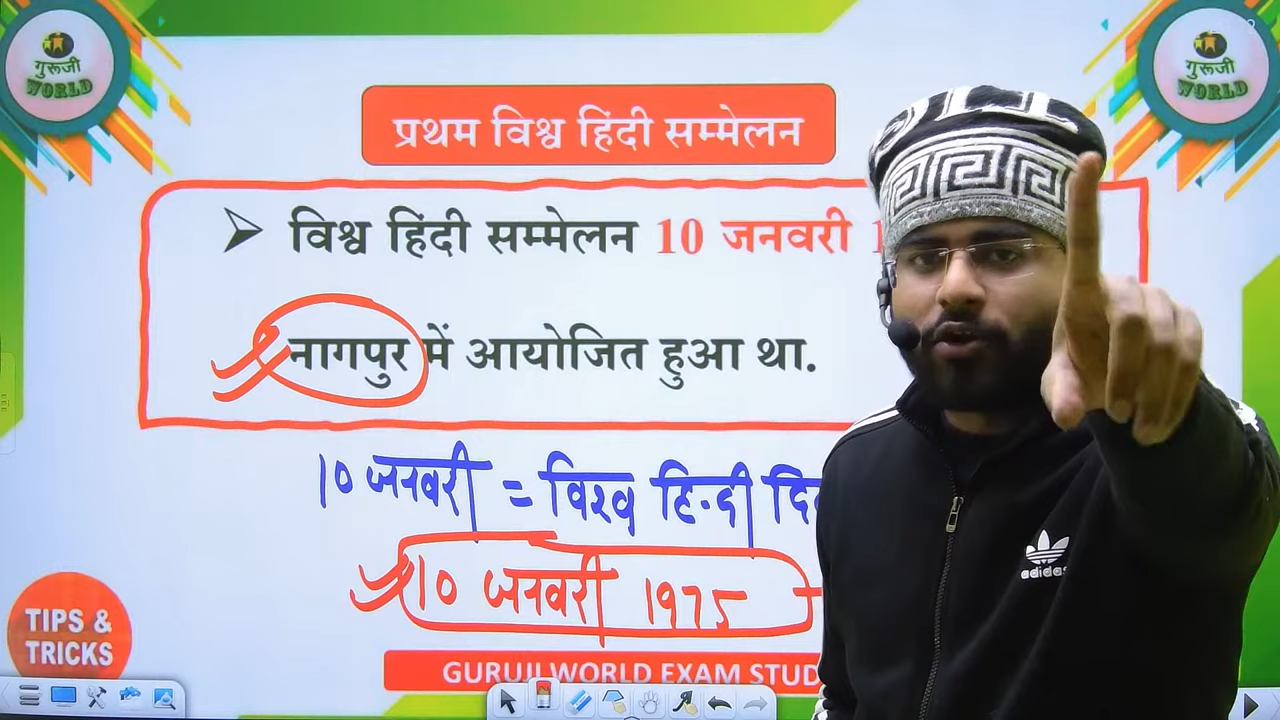 गुरूजी
WORLD
गुरूजी
WORLD
प्रथम विश्व हिंदी सम्मेलन
विश्व हिंदी सम्मेलन 10 जनवरी
नागपुर में आयोजित हुआ था.
10 जनवरी = विश्व हिन्दी
10 जनवरी 1975
TIPS &
TRICKS
GURUJI WORLD EXAM
adidas